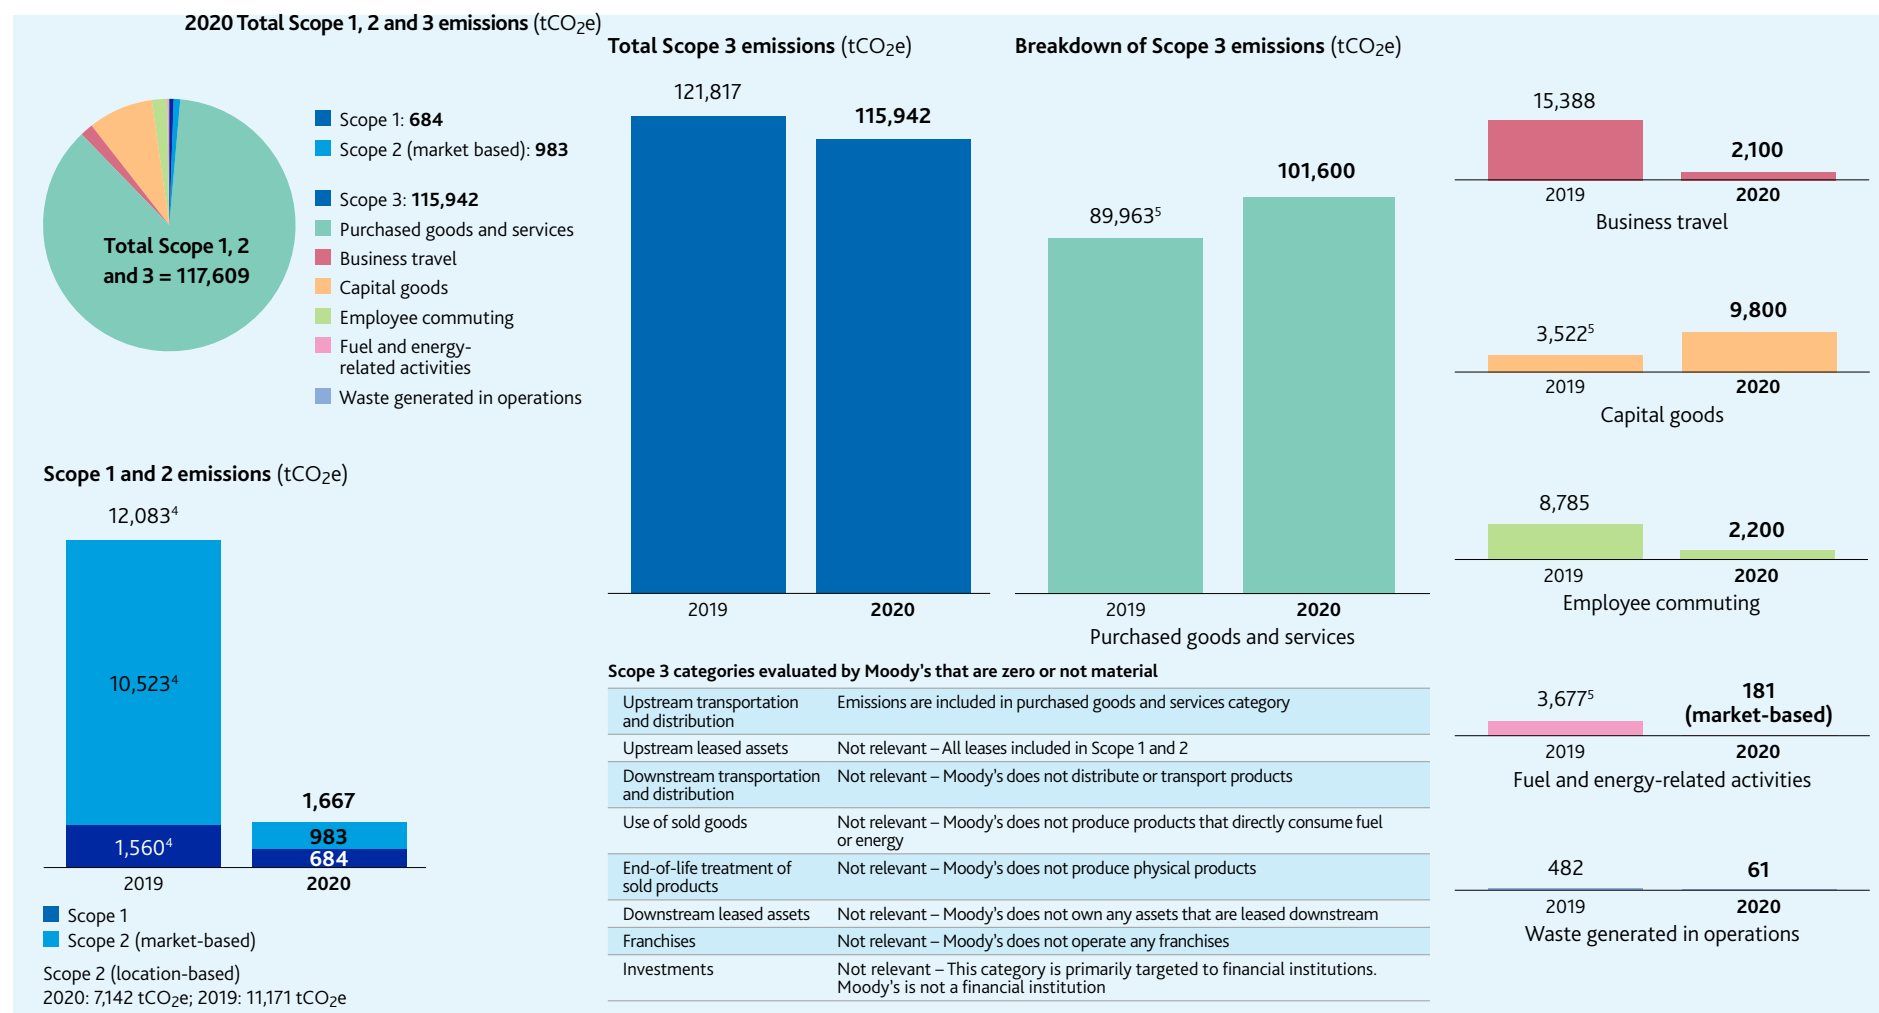 2020 Total Scope 1, 2 and 3 emissions (tCO2e)
Total Scope 1, 2
and 3 = 117,609
Scope 1: 684
Scope 2 (market based): 983
Scope 3: 115,942
Purchased goods and services
Business travel
Capital goods
Employee commuting
Fuel and energy-
related activities
Waste generated in operations
Scope 1 and 2 emissions (tCO2e)
12,083⁴
10,523⁴
1,560⁴
2019
1,667
983
684
2020
Scope 1
Scope 2 (market-based)
Scope 2 (location-based)
2020: 7,142 tCO2e; 2019: 11,171 tCO2e
Total Scope 3 emissions (tCO2e)
121,817
115,942
2019
2020
Breakdown of Scope 3 emissions (tCO2e)
89,963⁵
101,600
2019
2020
Purchased goods and services
15,388
2,100
2019
2020
Business travel
3,522⁵
9,800
2019
2020
Capital goods
8,785
2,200
2019
2020
Employee commuting
3,677⁵
181
(market-based)
2019
2020
Fuel and energy-related activities
482
61
2019
2020
Waste generated in operations
Scope 3 categories evaluated by Moody's that are zero or not material
Upstream transportation
and distribution
Emissions are included in purchased goods and services category
Upstream leased assets
Not relevant – All leases included in Scope 1 and 2
Downstream transportation
and distribution
Not relevant – Moody's does not distribute or transport products
Use of sold goods
Not relevant – Moody's does not produce products that directly consume fuel
or energy
End-of-life treatment of
sold products
Not relevant – Moody's does not produce physical products
Downstream leased assets
Not relevant – Moody's does not own any assets that are leased downstream
Franchises
Not relevant – Moody's does not operate any franchises
Investments
Not relevant – This category is primarily targeted to financial institutions.
Moody's is not a financial institution